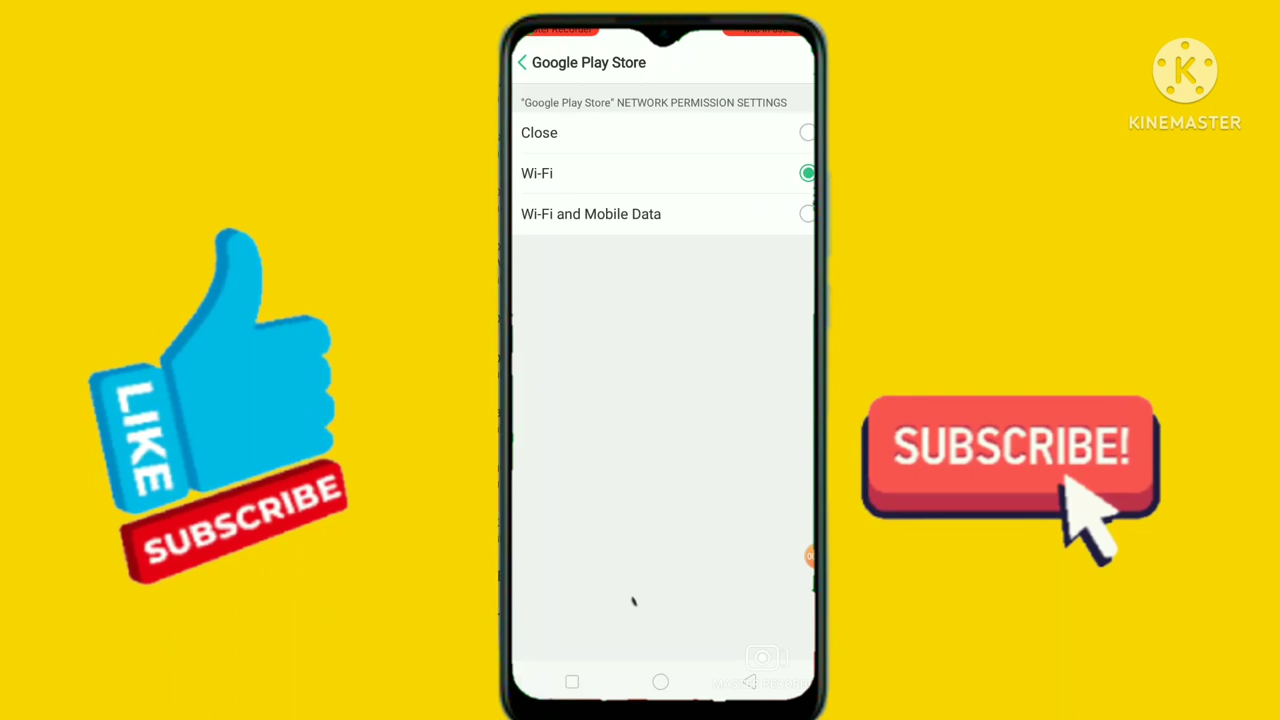 Google Play Store
"Google Play Store" NETWORK PERMISSION SETTINGS
Close
Wi-Fi
Wi-Fi and Mobile Data
K
KINEMASTER
LIKE
SUBSCRIBE
SUBSCRIBE!